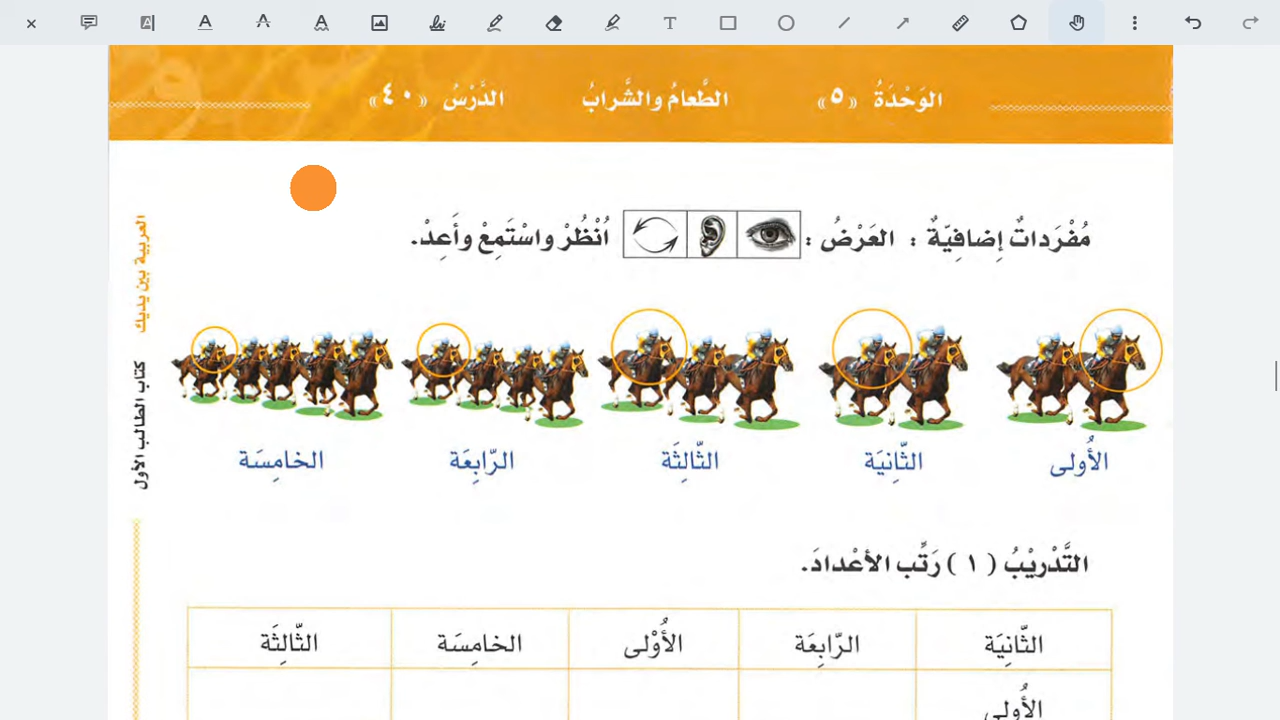 الوَحْدَةُ «٥» الطَّعامُ والشَّرابُ الدَّرْسُ «٤٠»
مُفْرَداتٌ إضافِيّةٌ : العَرْضُ : اُنْظُرْ واسْتَمِعْ وأَعِدْ.
الأُولى الثّانِيَة الثّالِثَة الرّابِعَة الخامِسَة
العربية بين يديك كتاب الطالب الأول
التَّدْرِيْبُ ( ١ ) رَتِّب الأعْدادَ.
الثّانِيَة الرّابِعَة الأُوْلى الخامِسَة الثّالِثَة
الأُولى